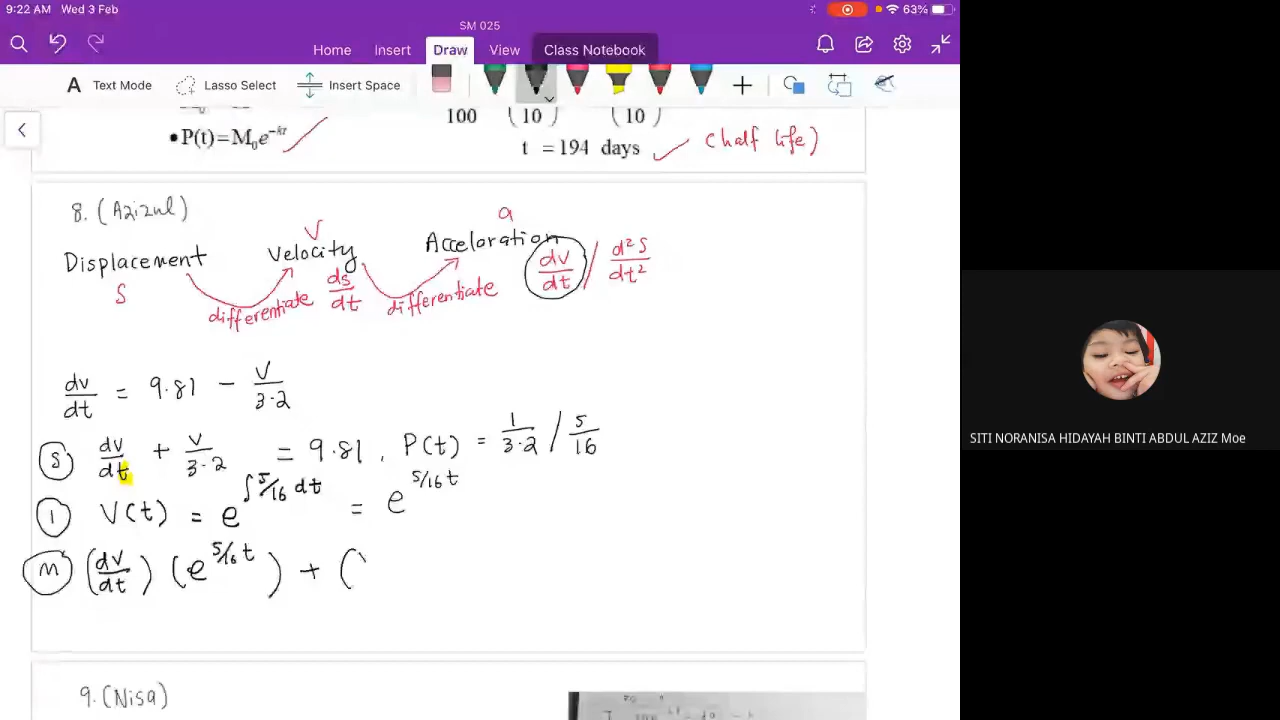 9:22 AM Wed 3 Feb
63%
SM 025
Home Insert Draw View Class Notebook
Text Mode Lasso Select Insert Space
100 (10) (10)
•P(t)=M₀e^(-kt)
t = 194 days (half life)
8. (Azizul)
V a
Displacement Velocity Acceloration dv/dt / d²s/dt²
S differentiate ds/dt differentiate
dv/dt = 9.81 - V/3.2
S dv/dt + V/3.2 = 9.81, P(t) = 1/3.2 / 5/16
I V(t) = e^(∫5/16 dt) = e^(5/16 t)
M (dv/dt) (e^(5/16 t)) + (
SITI NORANISA HIDAYAH BINTI ABDUL AZIZ Moe
9. (Nisa)